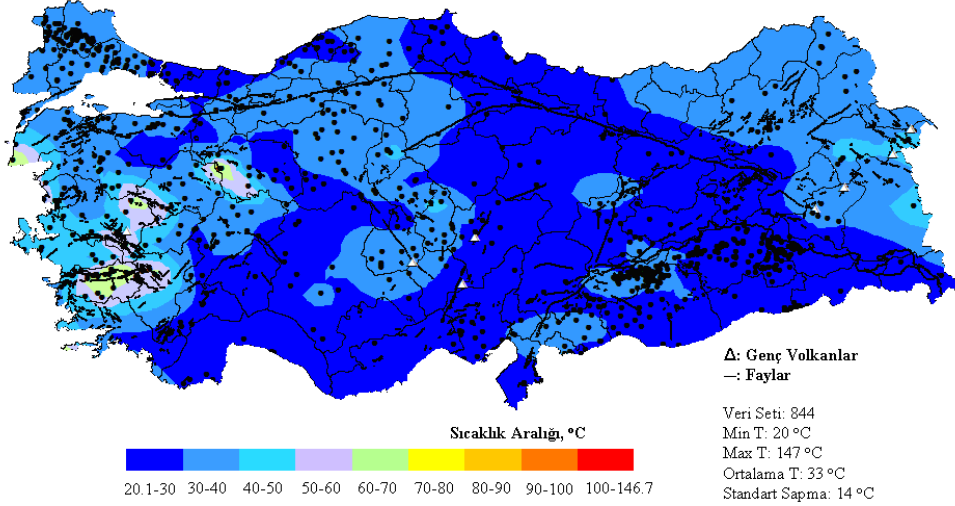 Δ: Genç Volkanlar
—: Faylar
Veri Seti: 844
Min T: 20 °C
Max T: 147 °C
Ortalama T: 33 °C
Standart Sapma: 14 °C
Sıcaklık Aralığı, °C
20.1-30 30-40 40-50 50-60 60-70 70-80 80-90 90-100 100-146.7